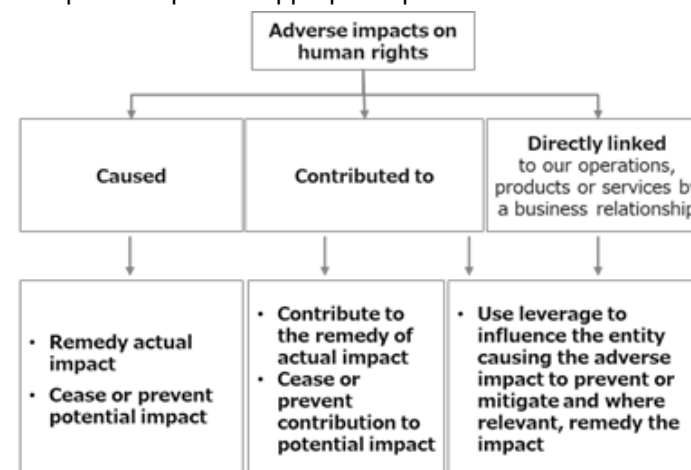 Adverse impacts on
human rights
Caused
Contributed to
Directly linked
to our operations,
products or services
a business relationship
• Remedy actual
impact
• Cease or prevent
potential impact
• Contribute to
the remedy of
actual impact
• Cease or
prevent
contribution to
potential impact
• Use leverage to
influence the entity
causing the adverse
impact to prevent or
mitigate and where
relevant, remedy the
impact